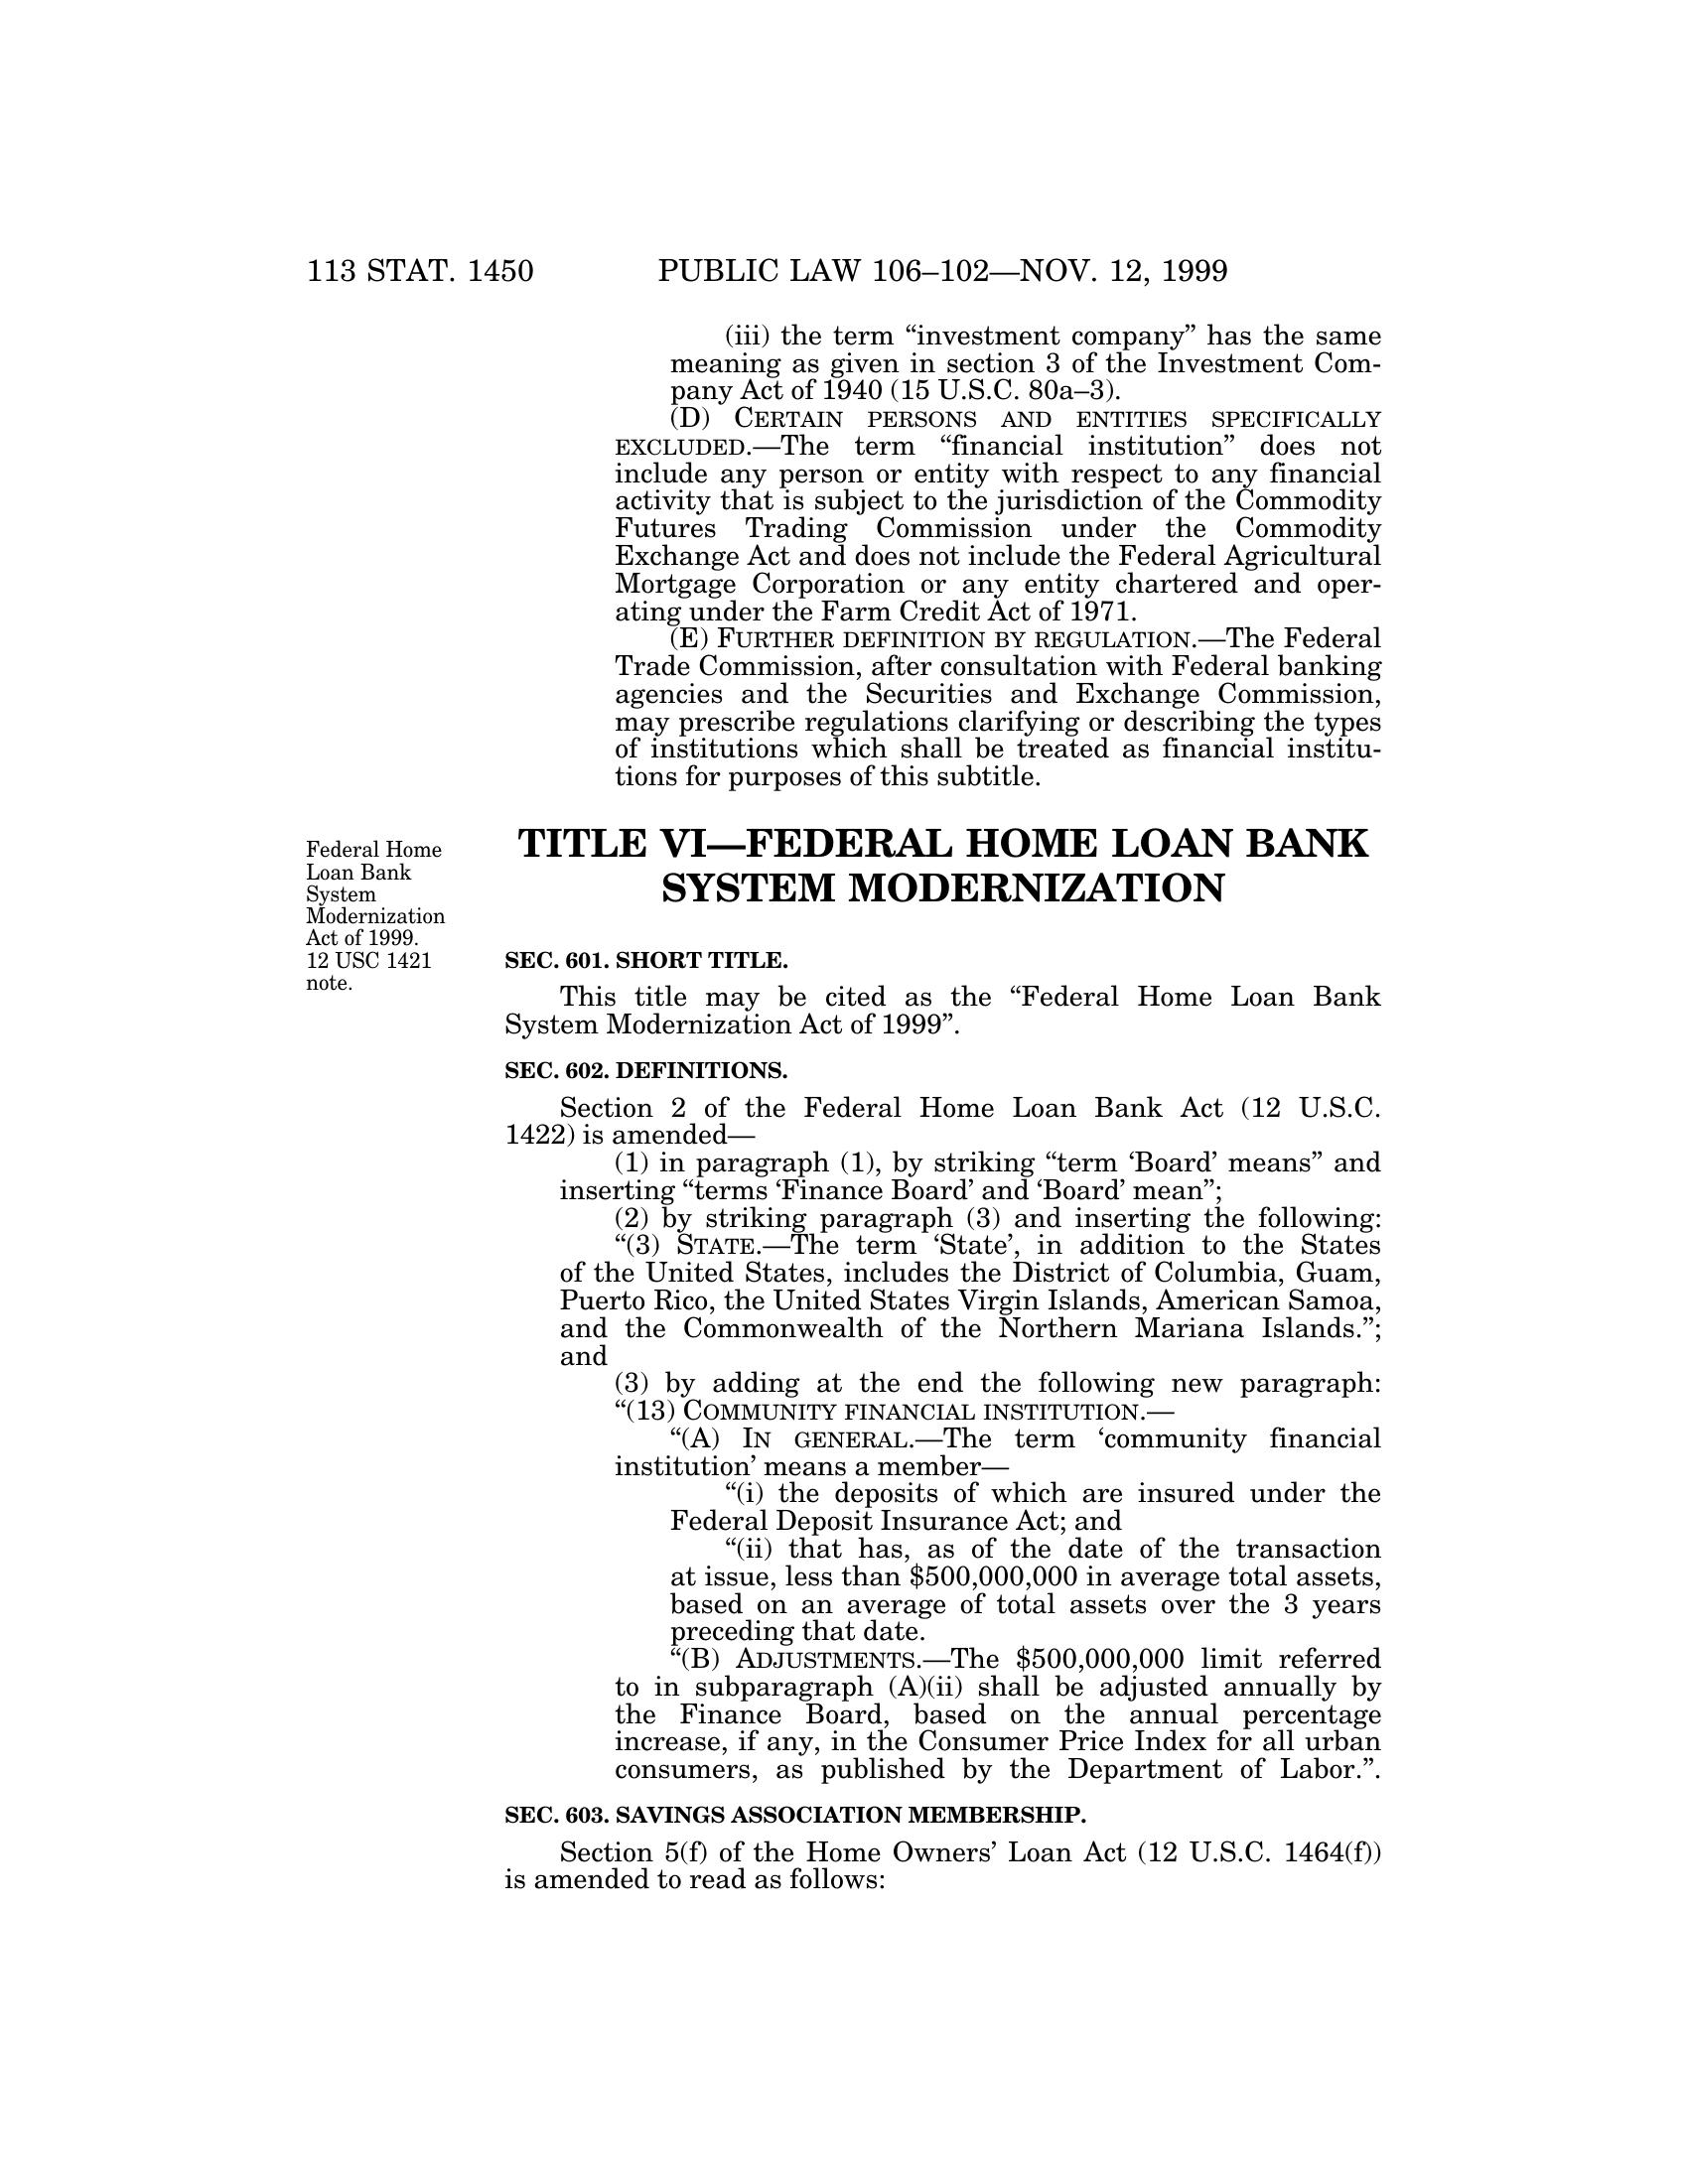 113 STAT. 1450 PUBLIC LAW 106–102—NOV. 12, 1999
(iii) the term “investment company” has the same
meaning as given in section 3 of the Investment Com-
pany Act of 1940 (15 U.S.C. 80a–3).
(D) CERTAIN PERSONS AND ENTITIES SPECIFICALLY
EXCLUDED.—The term “financial institution” does not
include any person or entity with respect to any financial
activity that is subject to the jurisdiction of the Commodity
Futures Trading Commission under the Commodity
Exchange Act and does not include the Federal Agricultural
Mortgage Corporation or any entity chartered and oper-
ating under the Farm Credit Act of 1971.
(E) FURTHER DEFINITION BY REGULATION.—The Federal
Trade Commission, after consultation with Federal banking
agencies and the Securities and Exchange Commission,
may prescribe regulations clarifying or describing the types
of institutions which shall be treated as financial institu-
tions for purposes of this subtitle.
TITLE VI—FEDERAL HOME LOAN BANK
SYSTEM MODERNIZATION
Federal Home
Loan Bank
System
Modernization
Act of 1999.
12 USC 1421
note.
SEC. 601. SHORT TITLE.
This title may be cited as the “Federal Home Loan Bank
System Modernization Act of 1999”.
SEC. 602. DEFINITIONS.
Section 2 of the Federal Home Loan Bank Act (12 U.S.C.
1422) is amended—
(1) in paragraph (1), by striking “term ‘Board’ means” and
inserting “terms ‘Finance Board’ and ‘Board’ mean”;
(2) by striking paragraph (3) and inserting the following:
“(3) STATE.—The term ‘State’, in addition to the States
of the United States, includes the District of Columbia, Guam,
Puerto Rico, the United States Virgin Islands, American Samoa,
and the Commonwealth of the Northern Mariana Islands.”;
and
(3) by adding at the end the following new paragraph:
“(13) COMMUNITY FINANCIAL INSTITUTION.—
“(A) IN GENERAL.—The term ‘community financial
institution’ means a member—
“(i) the deposits of which are insured under the
Federal Deposit Insurance Act; and
“(ii) that has, as of the date of the transaction
at issue, less than $500,000,000 in average total assets,
based on an average of total assets over the 3 years
preceding that date.
“(B) ADJUSTMENTS.—The $500,000,000 limit referred
to in subparagraph (A)(ii) shall be adjusted annually by
the Finance Board, based on the annual percentage
increase, if any, in the Consumer Price Index for all urban
consumers, as published by the Department of Labor.”.
SEC. 603. SAVINGS ASSOCIATION MEMBERSHIP.
Section 5(f) of the Home Owners’ Loan Act (12 U.S.C. 1464(f))
is amended to read as follows: